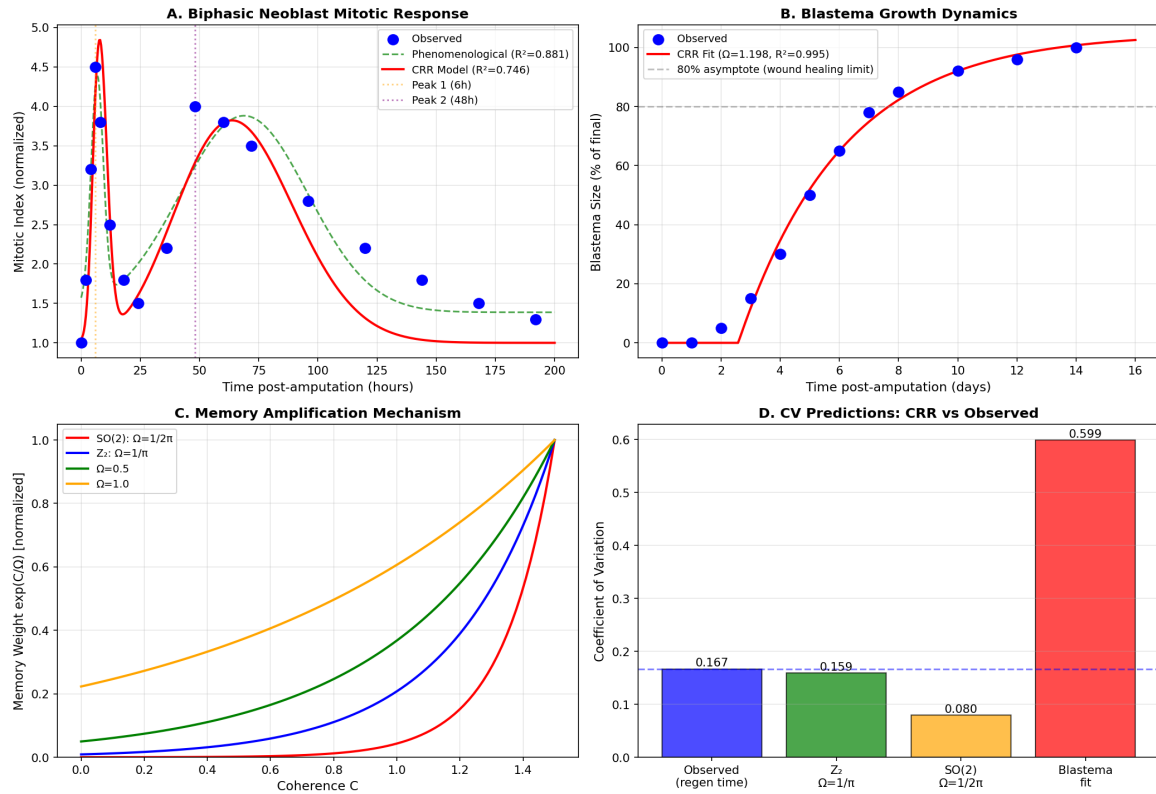 A. Biphasic Neoblast Mitotic Response
5.0
4.5
4.0
3.5
3.0
2.5
2.0
1.5
1.0
Mitotic Index (normalized)
Observed
Phenomenological (R²=0.881)
CRR Model (R²=0.746)
Peak 1 (6h)
Peak 2 (48h)
0 25 50 75 100 125 150 175 200
Time post-amputation (hours)
B. Blastema Growth Dynamics
100
80
60
40
20
0
Blastema Size (% of final)
Observed
CRR Fit (Ω=1.198, R²=0.995)
80% asymptote (wound healing limit)
0 2 4 6 8 10 12 14 16
Time post-amputation (days)
C. Memory Amplification Mechanism
1.0
0.8
0.6
0.4
0.2
0.0
Memory Weight exp(C/Ω) [normalized]
SO(2): Ω=1/2π
Z₂: Ω=1/π
Ω=0.5
Ω=1.0
0.0 0.2 0.4 0.6 0.8 1.0 1.2 1.4
Coherence C
D. CV Predictions: CRR vs Observed
0.6
0.5
0.4
0.3
0.2
0.1
0.0
Coefficient of Variation
0.167
0.159
0.080
0.599
Observed
(regen time)
Z₂
Ω=1/π
SO(2)
Ω=1/2π
Blastema
fit